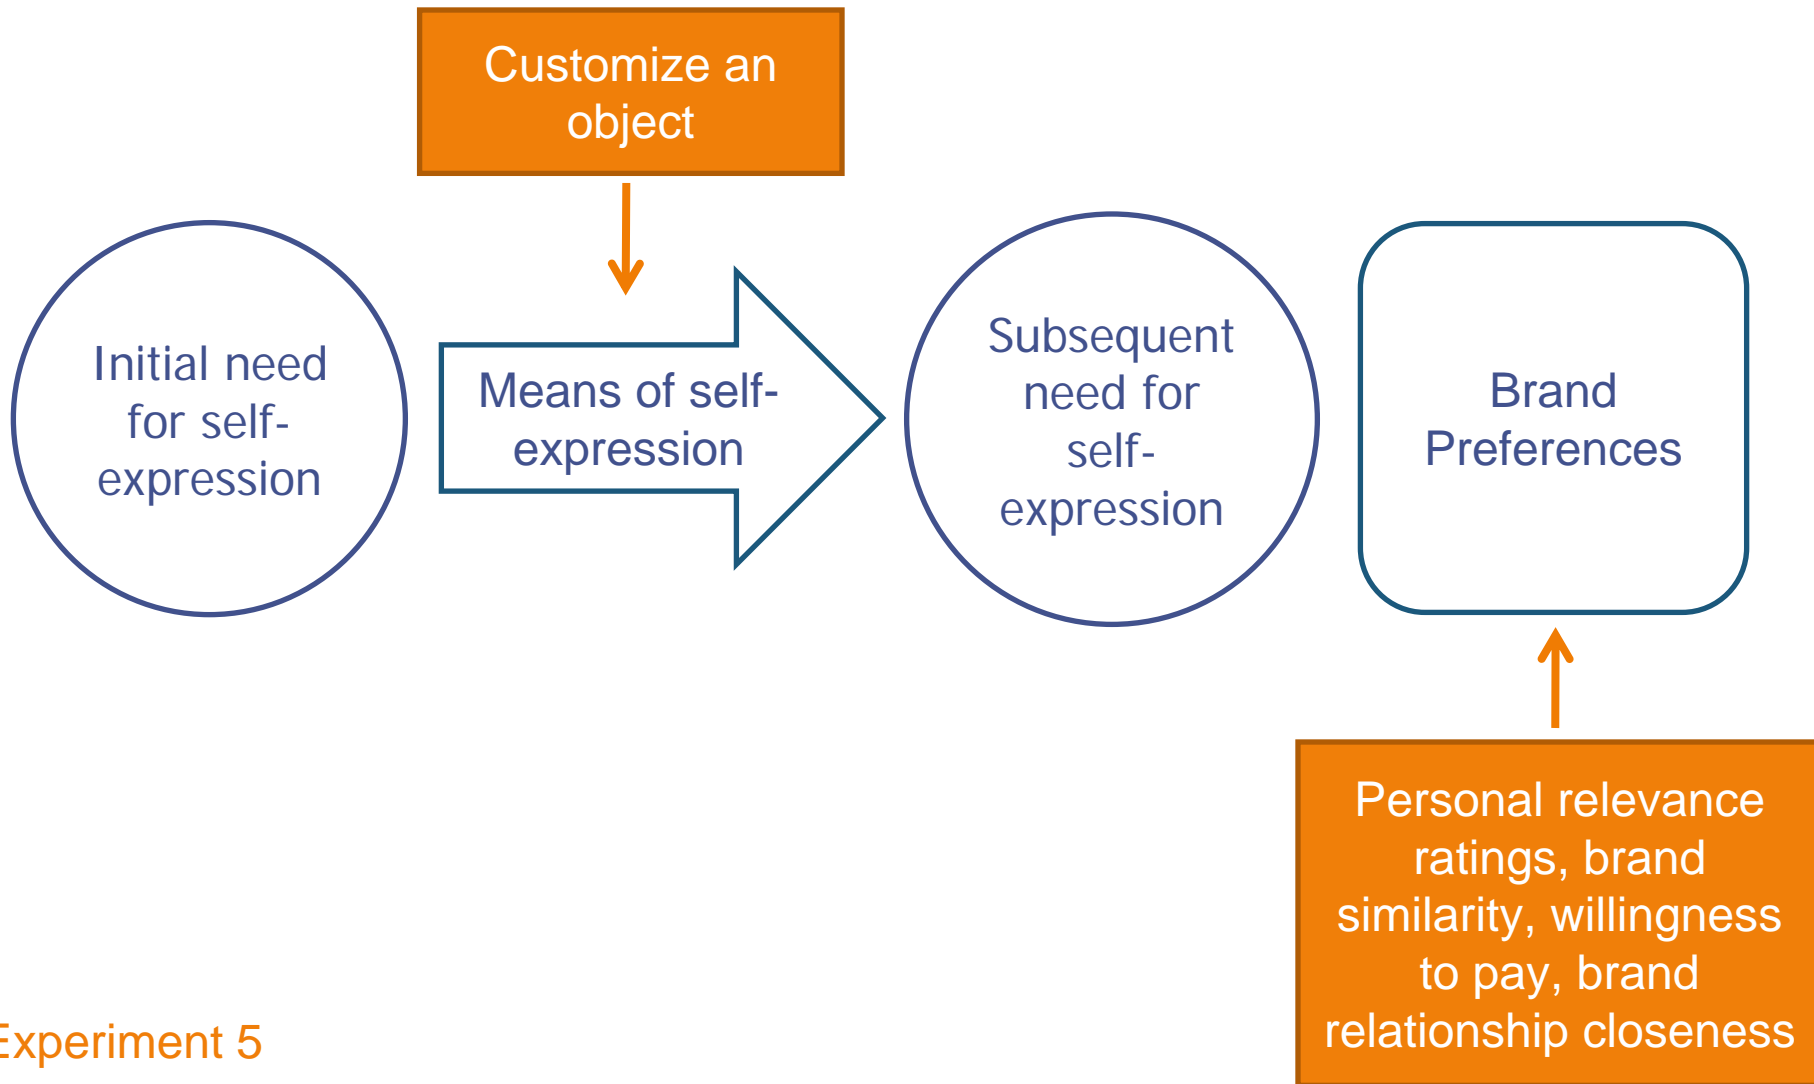 Customize an
object
Initial need
for self-
expression
Means of self-
expression
Subsequent
need for
self-
expression
Brand
Preferences
Personal relevance
ratings, brand
similarity, willingness
to pay, brand
relationship closeness
Experiment 5